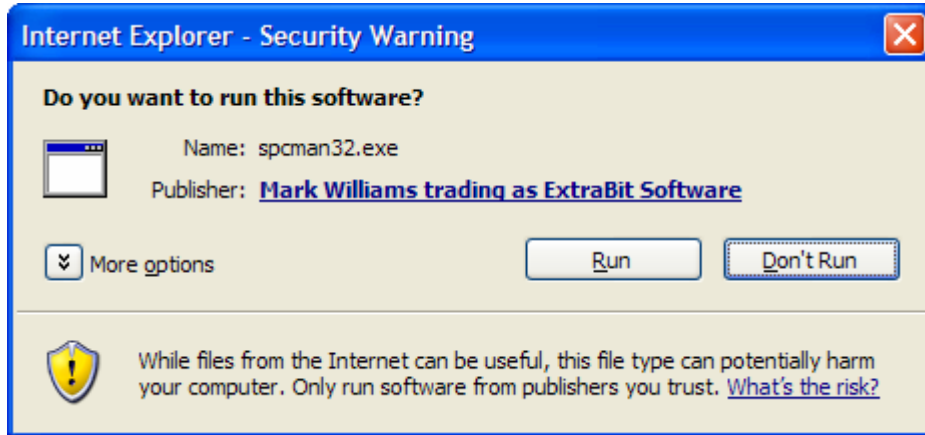 Internet Explorer - Security Warning
Do you want to run this software?
Name: spcman32.exe
Publisher: Mark Williams trading as ExtraBit Software
More options
Run
Don't Run
While files from the Internet can be useful, this file type can potentially harm
your computer. Only run software from publishers you trust. What's the risk?